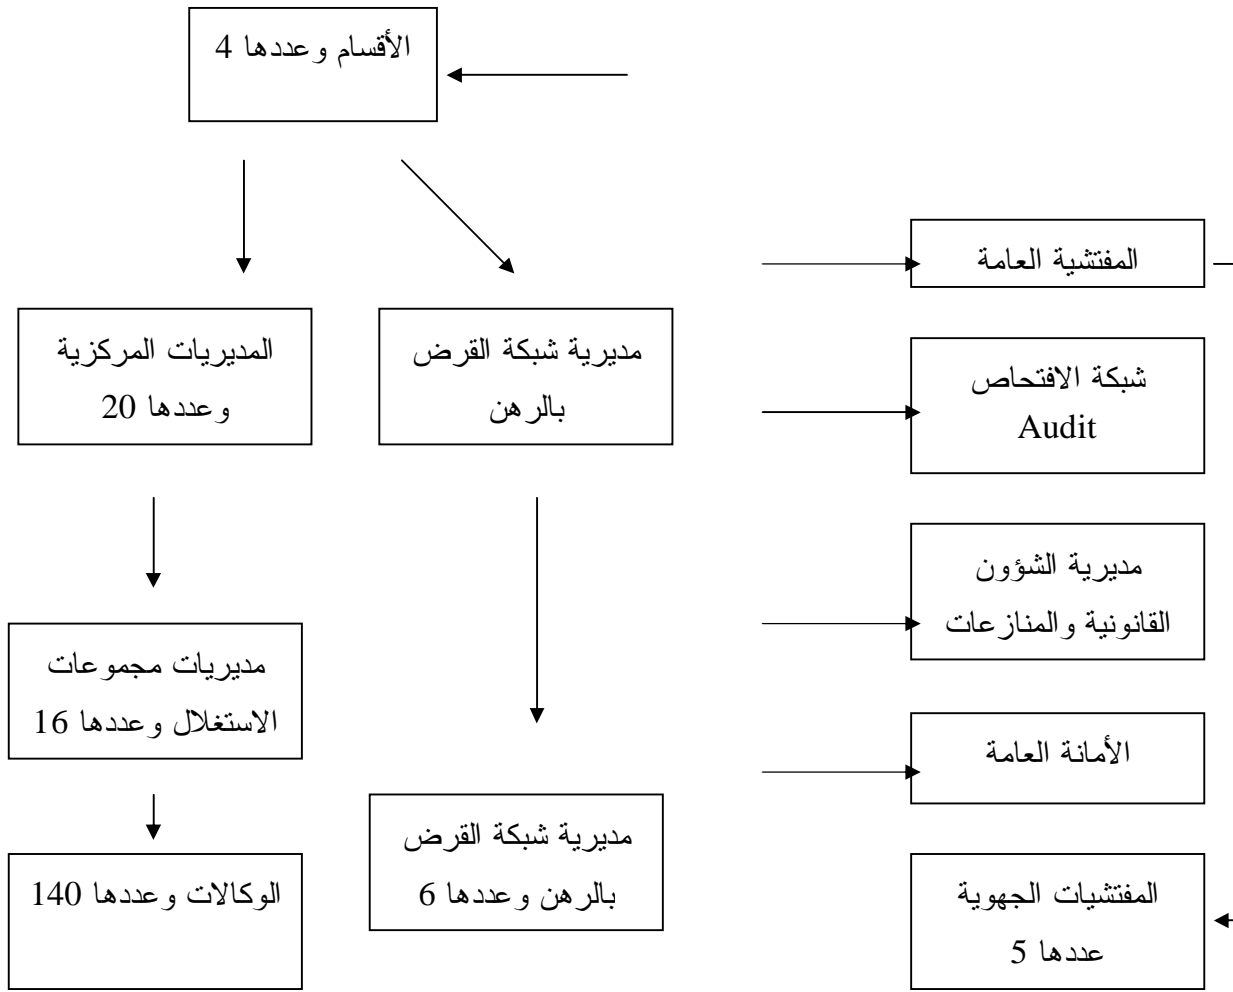 الأقسام وعددها 4
المفتشية العامة
المديريات المركزية
وعددها 20
مديرية شبكة القرض
بالرهن
شبكة الافتحاص
Audit
مديرية الشؤون
القانونية والمنازعات
مديريات مجموعات
الاستغلال وعددها 16
الأمانة العامة
مديرية شبكة القرض
بالرهن وعددها 6
الوكالات وعددها 140
المفتشيات الجهوية
عددها 5